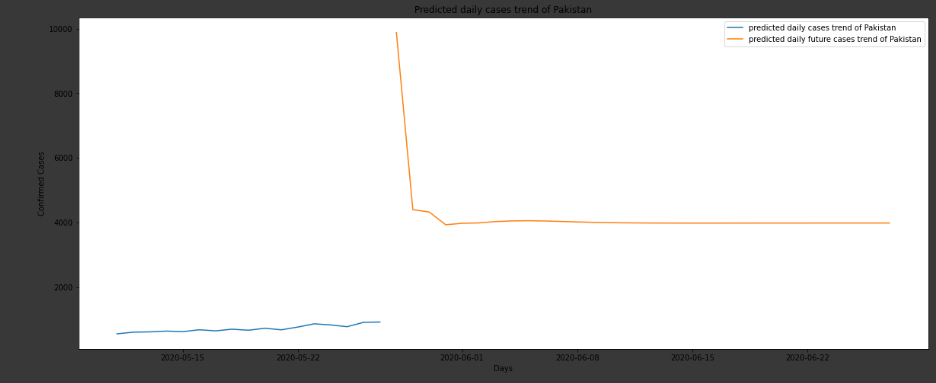 Predicted daily cases trend of Pakistan
predicted daily cases trend of Pakistan
predicted daily future cases trend of Pakistan
10000
8000
6000
4000
2000
Confirmed Cases
2020-05-15 2020-05-22 2020-06-01 2020-06-08 2020-06-15 2020-06-22
Days